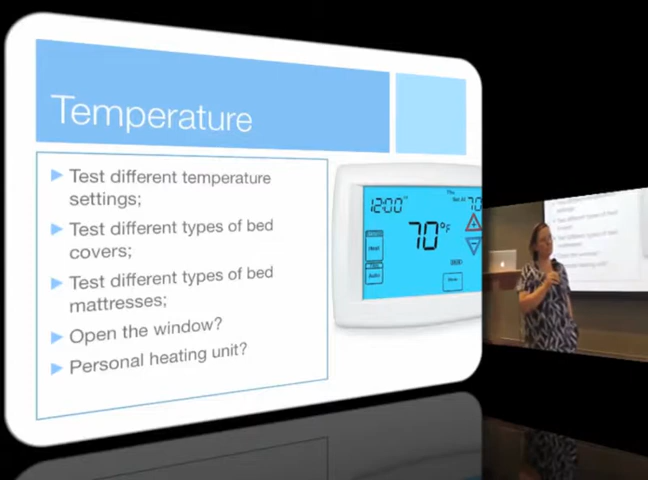 Temperature
Test different temperature
settings;
Test different types of bed
covers;
Test different types of bed
mattresses;
Open the window?
Personal heating unit?
12:00
70°F
70